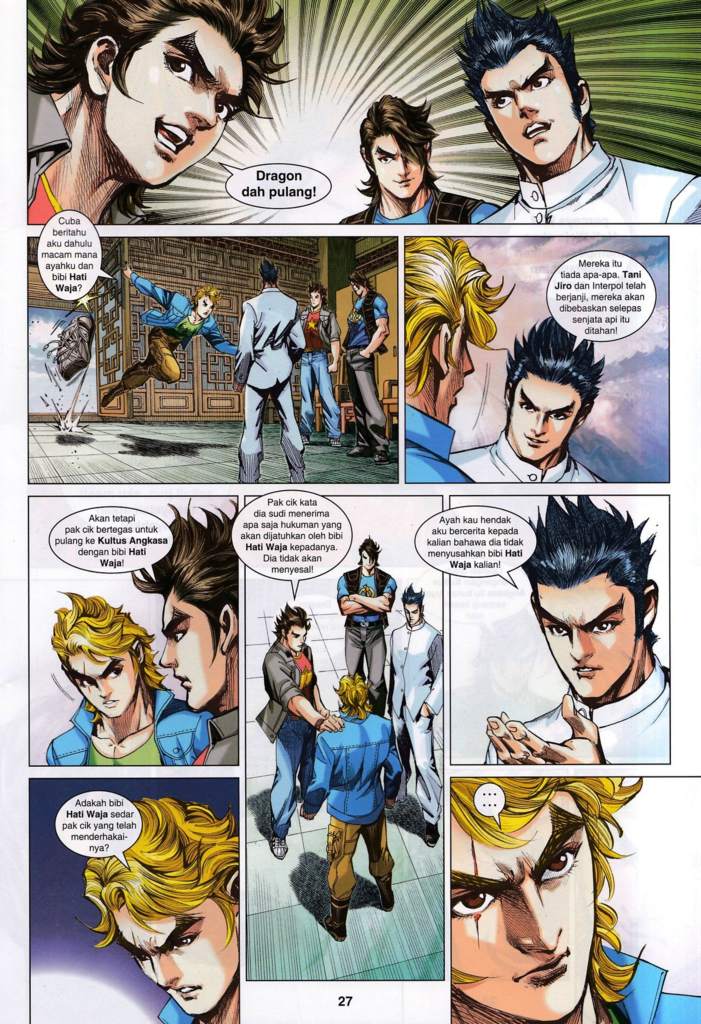 Dragon
dah pulang!
Cuba
beritahu
aku dahulu
macam mana
ayahku dan
bibi Hati
Waja?
Mereka itu
tiada apa-apa. Tani
Jiro dan Interpol telah
berjanji, mereka akan
dibebaskan selepas
senjata api itu
ditahan!
Akan tetapi
pak cik bertegas untuk
pulang ke Kultus Angkasa
dengan bibi Hati
Waja!
Pak cik kata
dia sudi menerima
apa saja hukuman yang
akan dijatuhkan oleh bibi
Hati Waja kepadanya.
Dia tidak akan
menyesal!
Ayah kau hendak
aku bercerita kepada
kalian bahawa dia tidak
menyusahkan bibi Hati
Waja kalian!
Adakah bibi
Hati Waja sedar
pak cik yang telah
menderhakai-
nya?
...
...
27